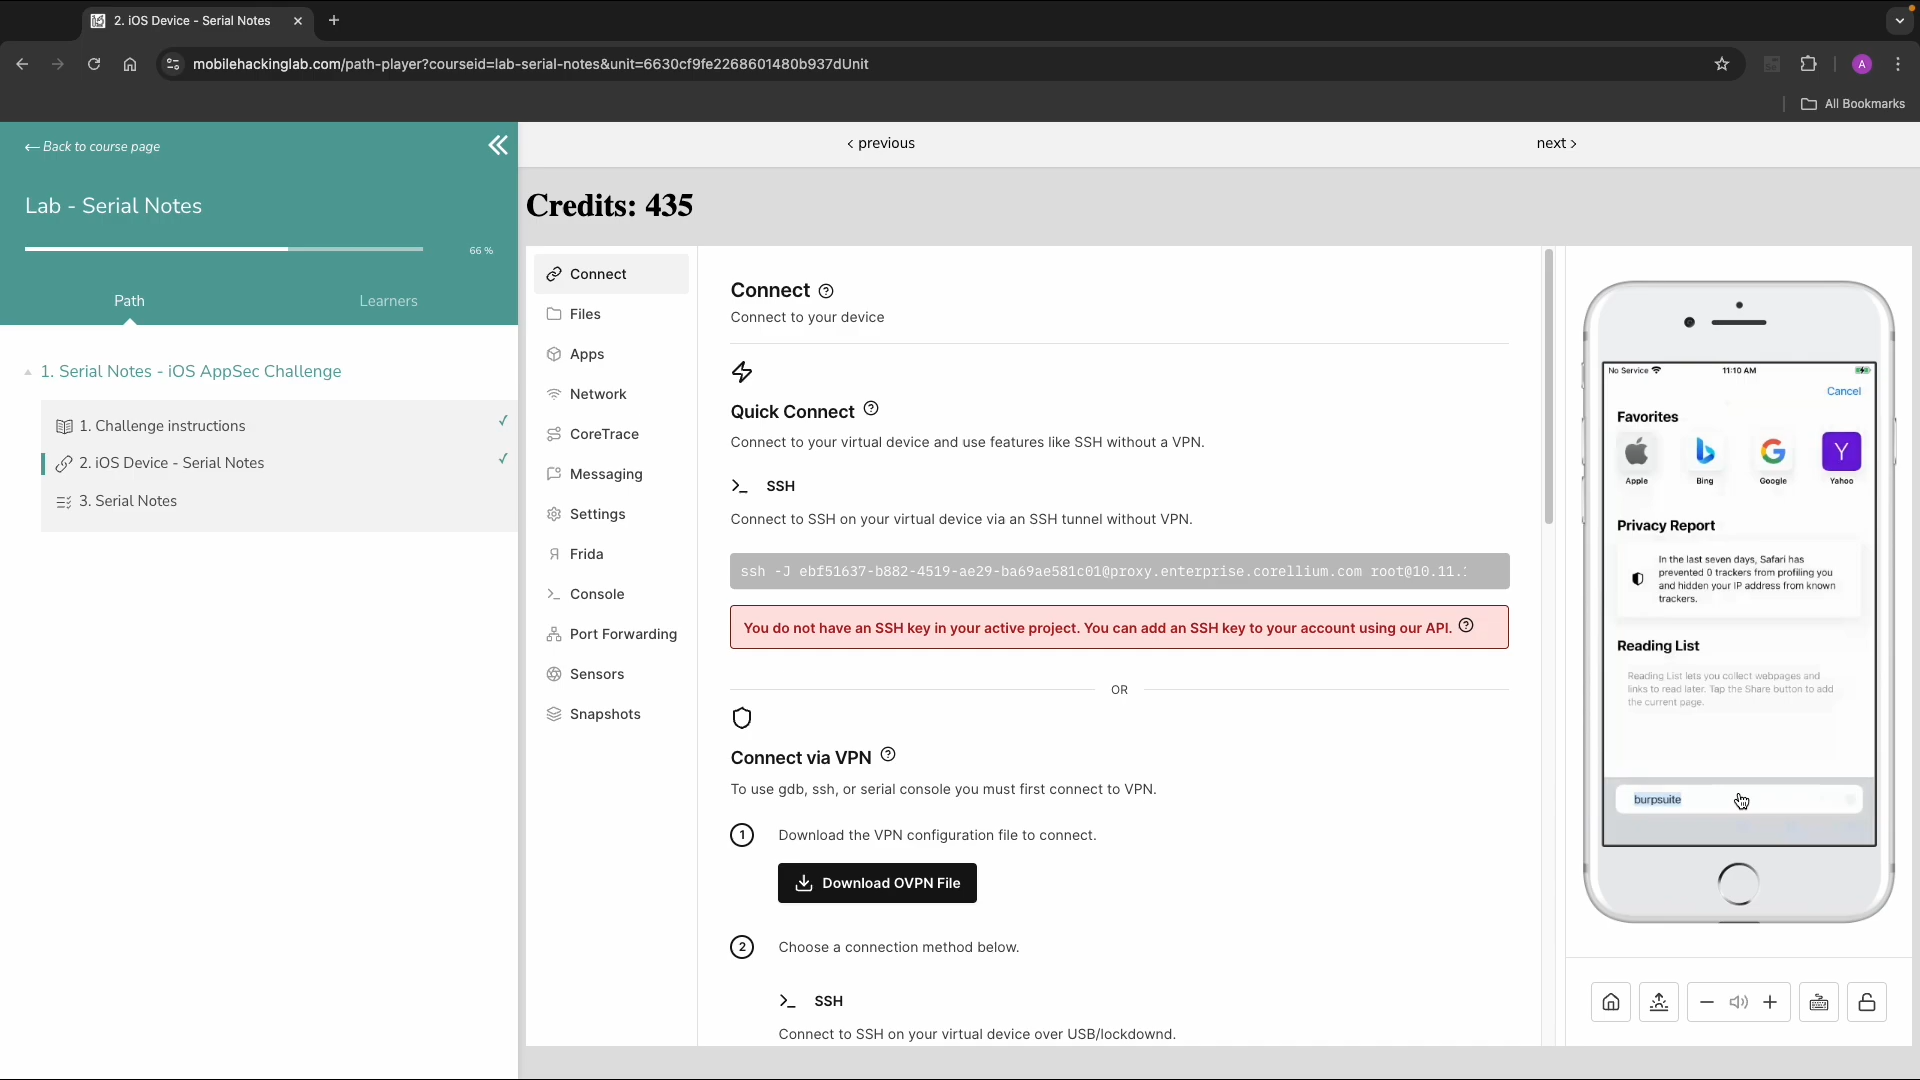 2. iOS Device - Serial Notes
mobilehackinglab.com/path-player?courseid=lab-serial-notes&unit=6630cf9fe2268601480b937dUnit
A
All Bookmarks
Back to course page
Lab - Serial Notes
66 %
Path
Learners
1. Serial Notes - iOS AppSec Challenge
1. Challenge instructions
2. iOS Device - Serial Notes
3. Serial Notes
< previous
next >
Credits: 435
Connect
Files
Apps
Network
CoreTrace
Messaging
Settings
Frida
Console
Port Forwarding
Sensors
Snapshots
Connect
Connect to your device
Quick Connect
Connect to your virtual device and use features like SSH without a VPN.
SSH
Connect to SSH on your virtual device via an SSH tunnel without VPN.
ssh -J ebf51637-b882-4519-ae29-ba69ae581c01@proxy.enterprise.corellium.com root@10.11.
You do not have an SSH key in your active project. You can add an SSH key to your account using our API.
OR
Connect via VPN
To use gdb, ssh, or serial console you must first connect to VPN.
1 Download the VPN configuration file to connect.
Download OVPN File
2 Choose a connection method below.
SSH
Connect to SSH on your virtual device over USB/lockdownd.
No Service 11:10 AM
Cancel
Favorites
Y
Apple Bing Google Yahoo
Privacy Report
In the last seven days, Safari has
prevented 0 trackers from profiling you
and hidden your IP address from known
trackers.
Reading List
Reading List lets you collect webpages and
links to read later. Tap the Share button to add
the current page.
burpsuite